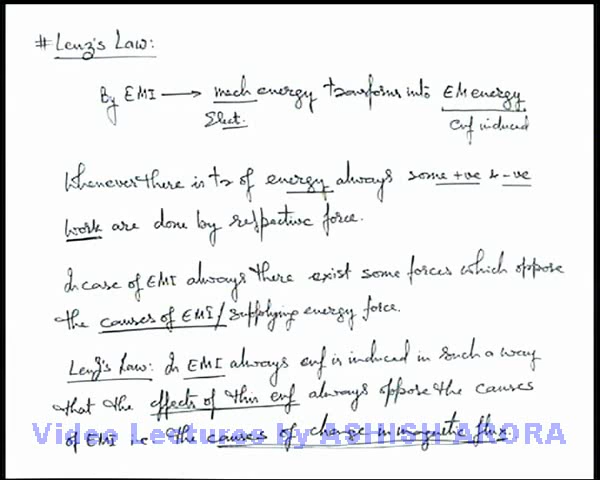 # Lenz's Law:
By EMI → mech energy transforms into EM energy
Elect. emf induced
Whenever there is tr of energy always some +ve & -ve
work are done by respective force.
In case of EMI always there exist some forces which oppose
the causes of EMI/supplying energy force.
Lenz's Law: In EMI always emf is induced in such a way
that the effects of this emf always oppose the causes
of EMI i.e. the causes of change in magnetic flux.
Video Lectures by ASHISH ARORA